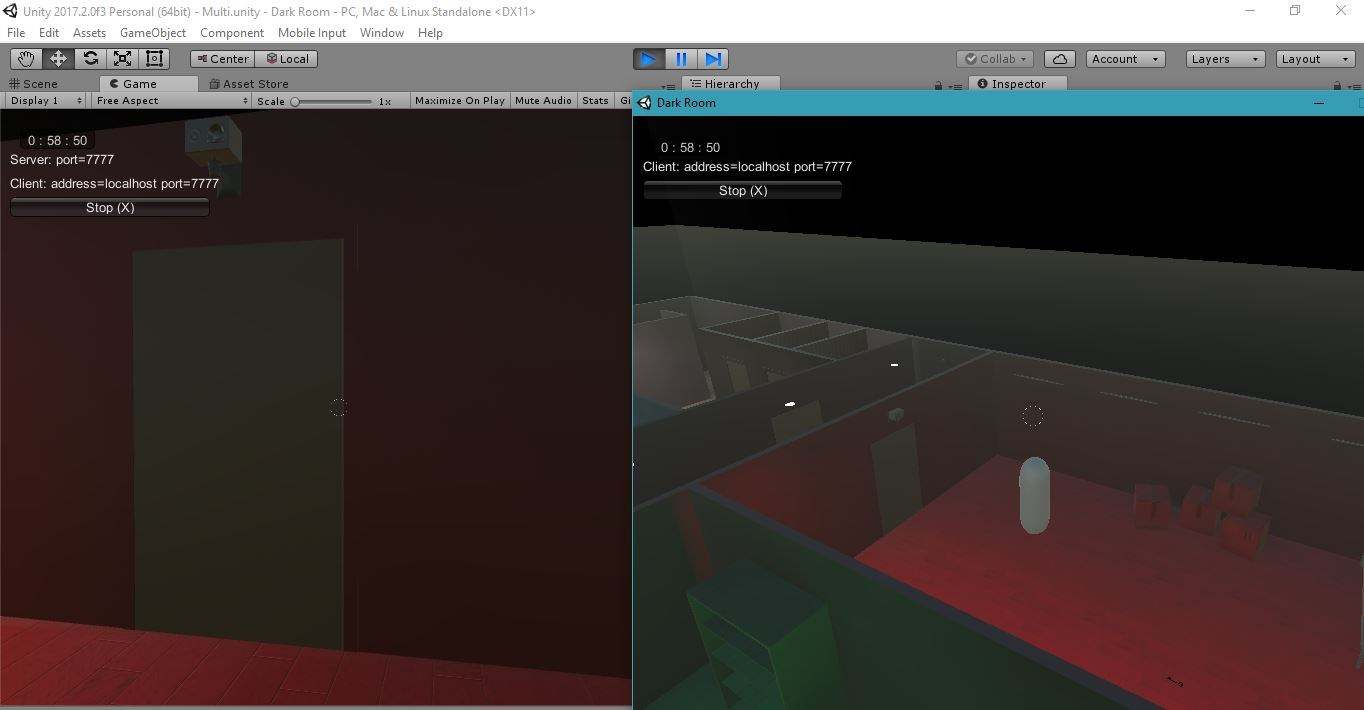 Unity 2017.2.0f3 Personal (64bit) - Multi.unity - Dark Room - PC, Mac & Linux Standalone <DX11>
File Edit Assets GameObject Component Mobile Input Window Help
Center Local Collab Account Layers Layout
Scene Game Asset Store Hierarchy Inspector
Display 1 Free Aspect Scale 1x Maximize On Play Mute Audio Stats Gi
0 : 58 : 50
Server: port=7777
Client: address=localhost port=7777
Stop (X)
Dark Room
0 : 58 : 50
Client: address=localhost port=7777
Stop (X)